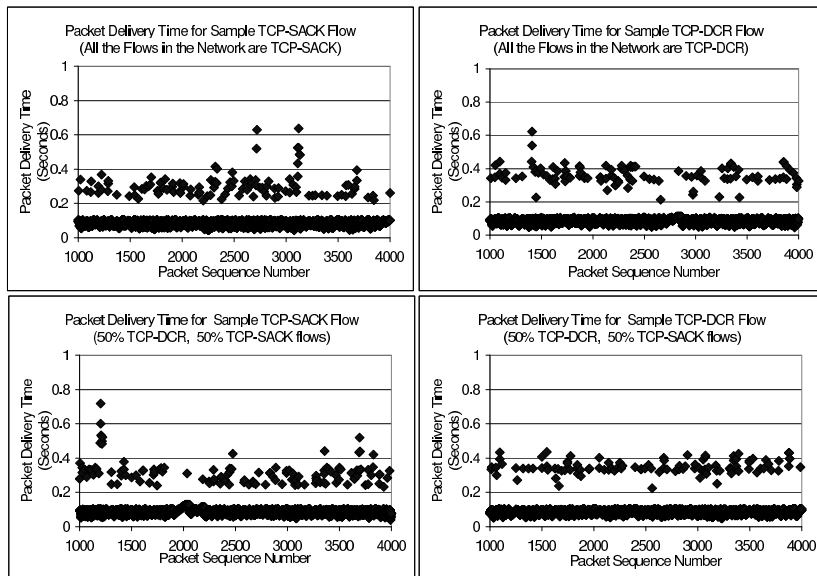 Packet Delivery Time for Sample TCP-SACK Flow
(All the Flows in the Network are TCP-SACK)
Packet Delivery Time
(Seconds)
1
0.8
0.6
0.4
0.2
0
1000 1500 2000 2500 3000 3500 4000
Packet Sequence Number
Packet Delivery Time for Sample TCP-DCR Flow
(All the Flows in the Network are TCP-DCR)
Packet Delivery Time
(Seconds)
1
0.8
0.6
0.4
0.2
0
1000 1500 2000 2500 3000 3500 4000
Packet Sequence Number
Packet Delivery Time for Sample TCP-SACK Flow
(50% TCP-DCR, 50% TCP-SACK flows)
Packet Delivery Time
(Seconds)
1
0.8
0.6
0.4
0.2
0
1000 1500 2000 2500 3000 3500 4000
Packet Sequence Number
Packet Delivery Time for Sample TCP-DCR Flow
(50% TCP-DCR, 50% TCP-SACK flows)
Packet Delivery Time
(Seconds)
1
0.8
0.6
0.4
0.2
0
1000 1500 2000 2500 3000 3500 4000
Packet Sequence Number